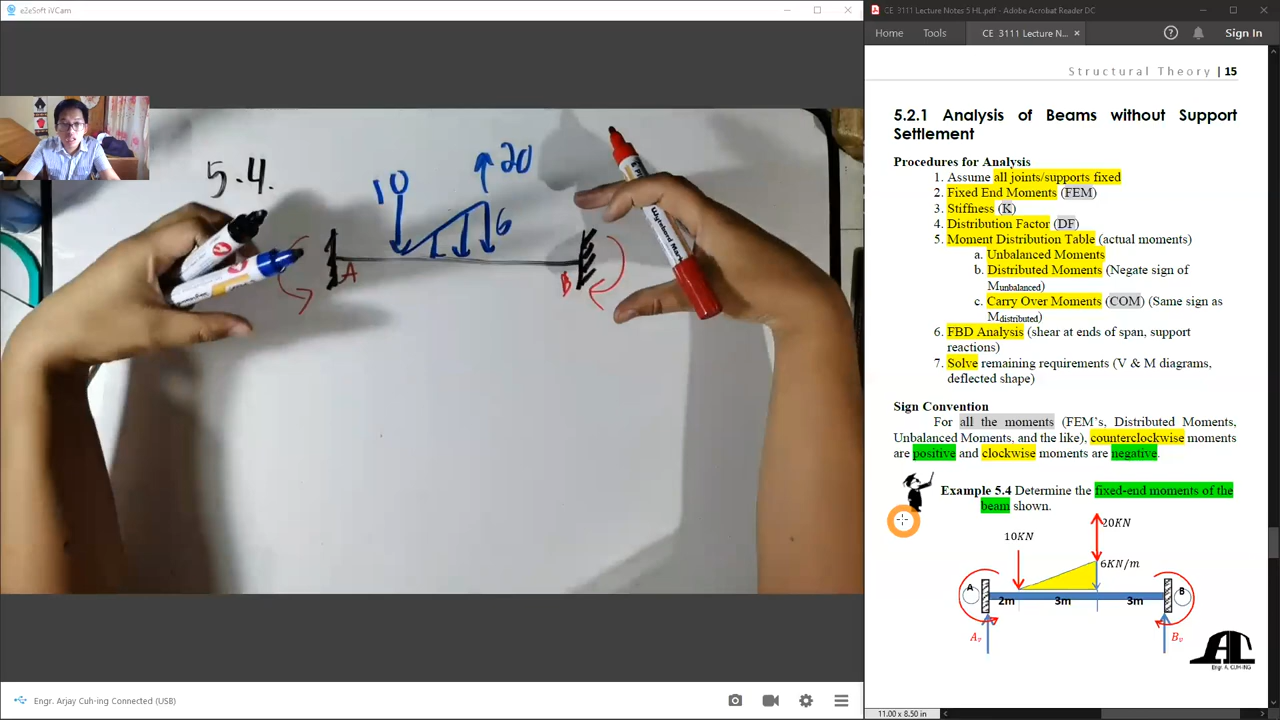 e2eSoft iVCam
5.4.
10
20
6
A
B
Engr. Arjay Cuh-ing Connected (USB)
CE 3111 Lecture Notes 5 HL.pdf - Adobe Acrobat Reader DC
Home Tools CE 3111 Lecture N... × Sign In
Structural Theory | 15
5.2.1 Analysis of Beams without Support
Settlement
Procedures for Analysis
1. Assume all joints/supports fixed
2. Fixed End Moments (FEM)
3. Stiffness (K)
4. Distribution Factor (DF)
5. Moment Distribution Table (actual moments)
a. Unbalanced Moments
b. Distributed Moments (Negate sign of
Munbalanced)
c. Carry Over Moments (COM) (Same sign as
Mdistributed)
6. FBD Analysis (shear at ends of span, support
reactions)
7. Solve remaining requirements (V & M diagrams,
deflected shape)
Sign Convention
For all the moments (FEM's, Distributed Moments,
Unbalanced Moments, and the like), counterclockwise moments
are positive and clockwise moments are negative.
Example 5.4 Determine the fixed-end moments of the
beam shown.
20KN
10KN
6KN/m
A
B
2m 3m 3m
Av
Bv
Engr. A. CUH-ING
11.00 x 8.50 in